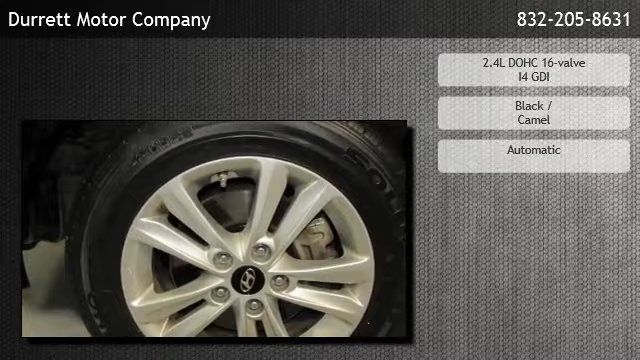 Durrett Motor Company
832-205-8631
2.4L DOHC 16-valve
I4 GDI
Black /
Camel
Automatic